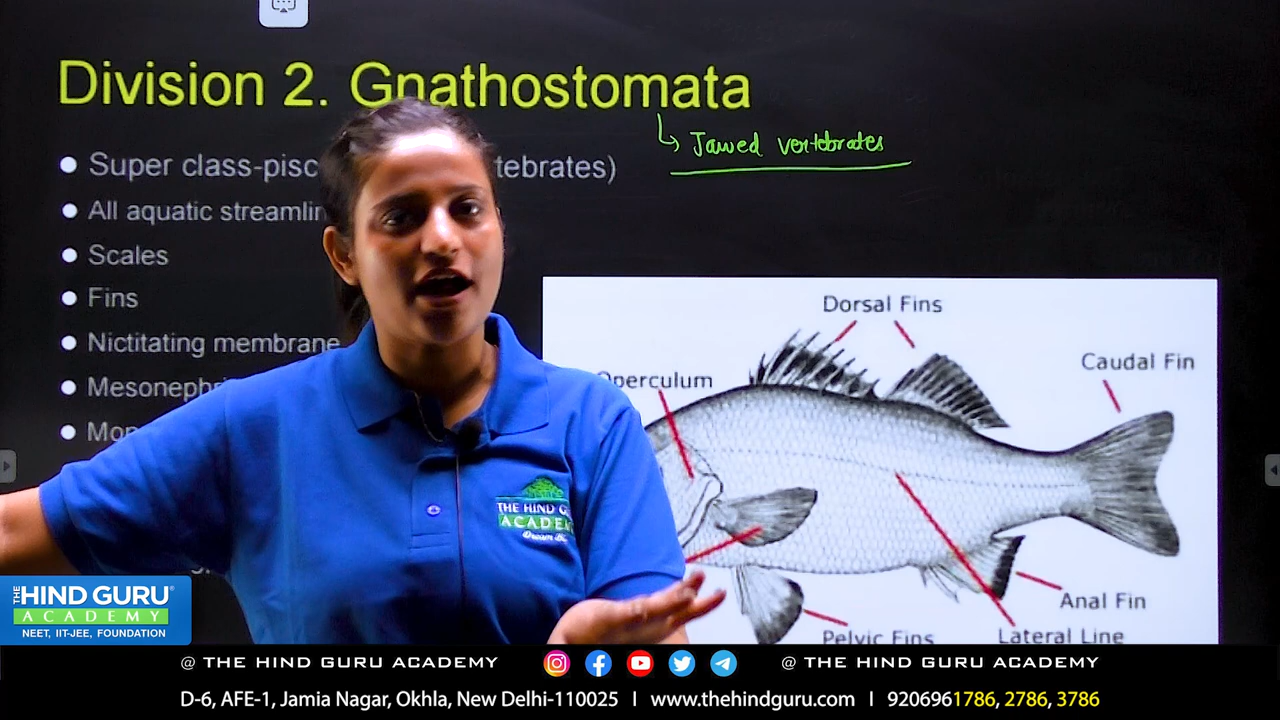 Division 2. Gnathostomata
Jawed vertebrates
Super class-pisc tebrates)
All aquatic streamlin
Scales
Fins
Nictitating membrane
Mesonephri
Dorsal Fins
Caudal Fin
Operculum
Anal Fin
Pelvic Fins
Lateral Line
THE HIND GU
ACADEM
THE HIND GURU
ACADEMY
NEET, IIT-JEE, FOUNDATION
@ THE HIND GURU ACADEMY @ THE HIND GURU ACADEMY
D-6, AFE-1, Jamia Nagar, Okhla, New Delhi-110025 | www.thehindguru.com | 9206961786, 2786, 3786